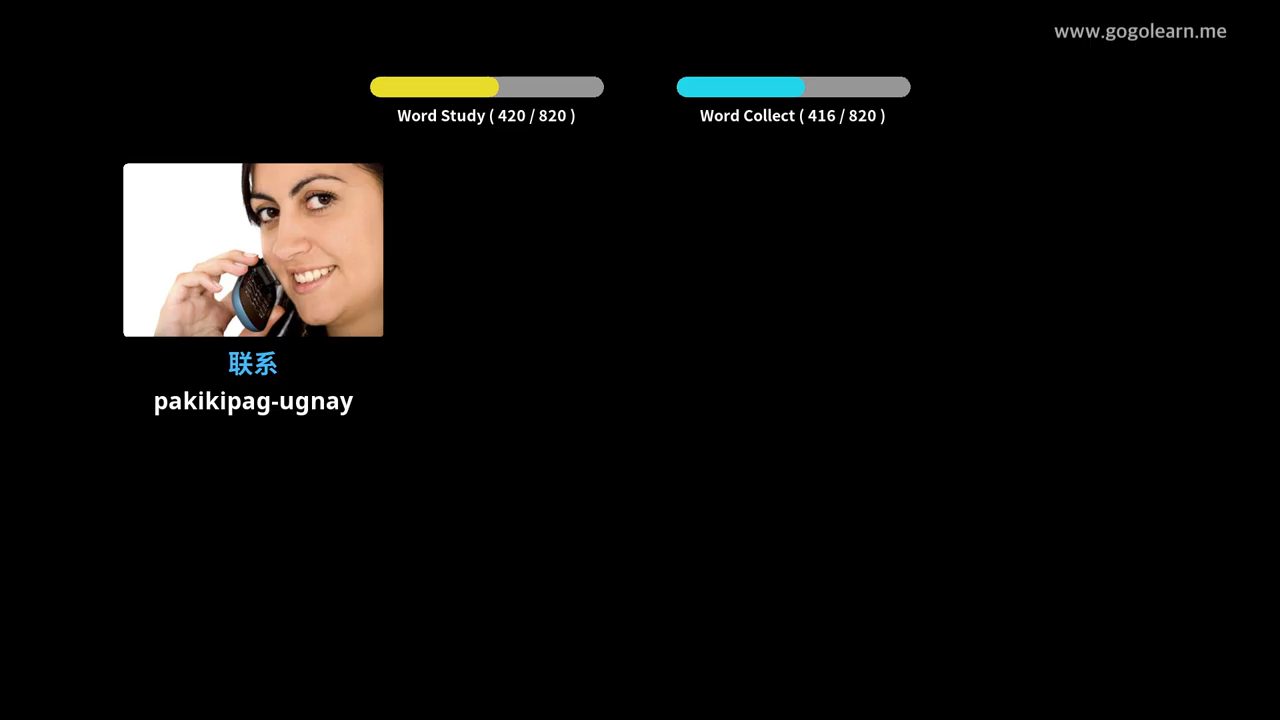 www.gogolearn.me
Word Study ( 420 / 820 )
Word Collect ( 416 / 820 )
联系
pakikipag-ugnay